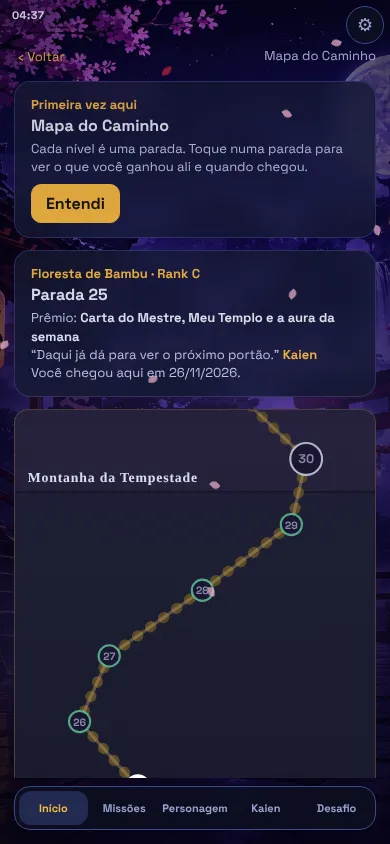 04:37
‹ Voltar
Mapa do Caminho
Primeira vez aqui
Mapa do Caminho
Cada nível é uma parada. Toque numa parada para
ver o que você ganhou ali e quando chegou.
Entendi
Floresta de Bambu · Rank C
Parada 25
Prêmio: Carta do Mestre, Meu Templo e a aura da
semana
“Daqui já dá para ver o próximo portão.” Kaien
Você chegou aqui em 26/11/2026.
30
Montanha da Tempestade
29
28
27
26
Início
Missões
Personagem
Kaien
Desafio